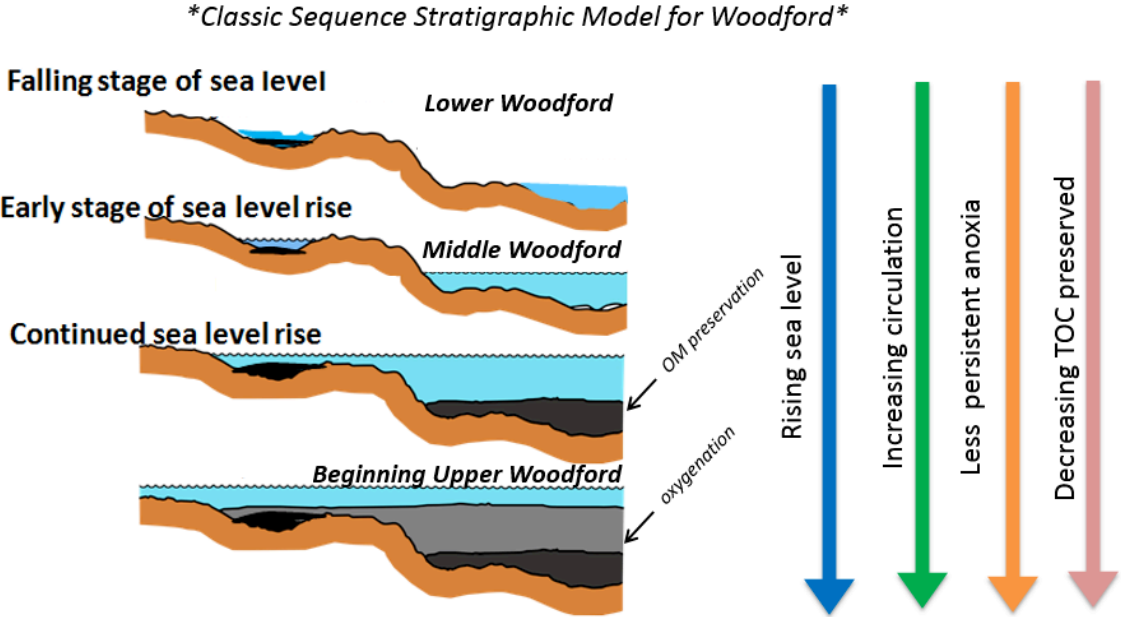 *Classic Sequence Stratigraphic Model for Woodford*
Falling stage of sea level
Lower Woodford
Early stage of sea level rise
Middle Woodford
OM preservation
Continued sea level rise
Beginning Upper Woodford
oxygenation
Rising sea level
Increasing circulation
Less persistent anoxia
Decreasing TOC preserved